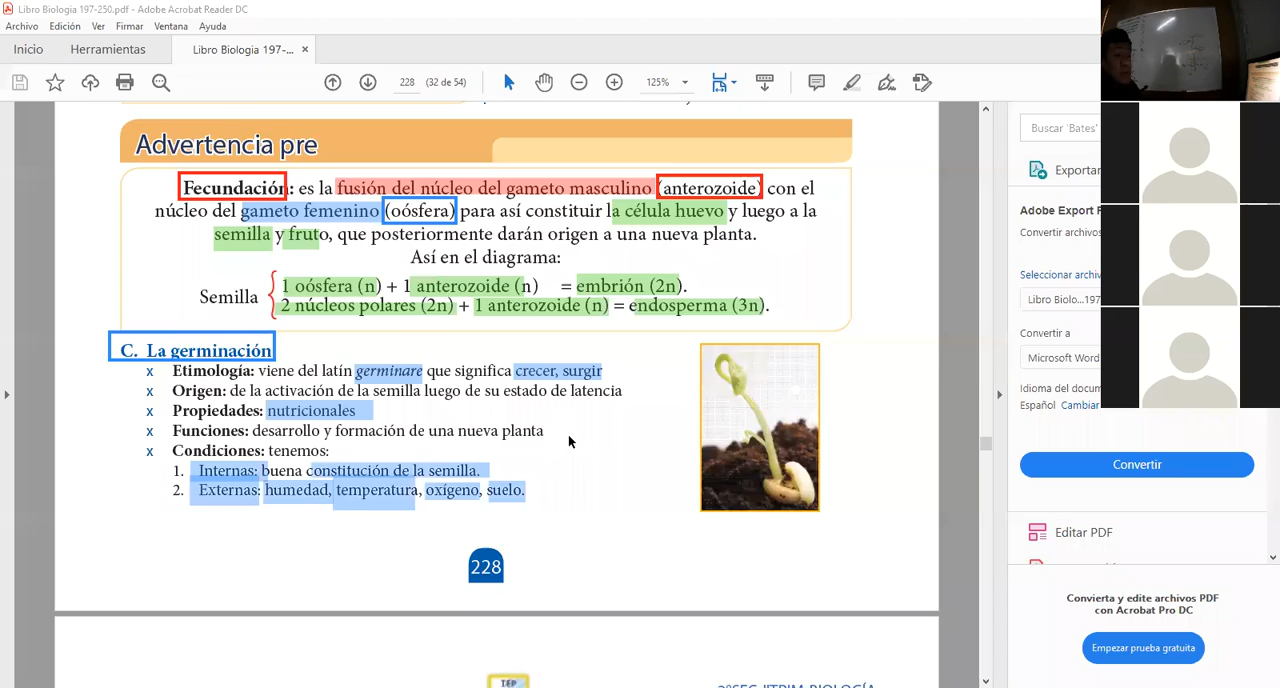 Libro Biologia 197-250.pdf - Adobe Acrobat Reader DC
Archivo Edición Ver Firmar Ventana Ayuda
Inicio Herramientas Libro Biologia 197-... ×
228 (32 de 54) 125%
Advertencia pre
Fecundación: es la fusión del núcleo del gameto masculino (anterozoide) con el
núcleo del gameto femenino (oósfera) para así constituir la célula huevo y luego a la
semilla y fruto, que posteriormente darán origen a una nueva planta.
Así en el diagrama:
Semilla
1 oósfera (n) + 1 anterozoide (n) = embrión (2n).
2 núcleos polares (2n) + 1 anterozoide (n) = endosperma (3n).
C. La germinación
x Etimología: viene del latín germinare que significa crecer, surgir
x Origen: de la activación de la semilla luego de su estado de latencia
x Propiedades: nutricionales
x Funciones: desarrollo y formación de una nueva planta
x Condiciones: tenemos:
1. Internas: buena constitución de la semilla.
2. Externas: humedad, temperatura, oxígeno, suelo.
228
Buscar 'Bates'
Exportar
Adobe Export
Convertir archivos
Seleccionar archiv
Libro Biolo...197
Convertir a
Microsoft Word
Idioma del docum
Español Cambiar
Convertir
Editar PDF
Convierta y edite archivos PDF
con Acrobat Pro DC
Empezar prueba gratuita